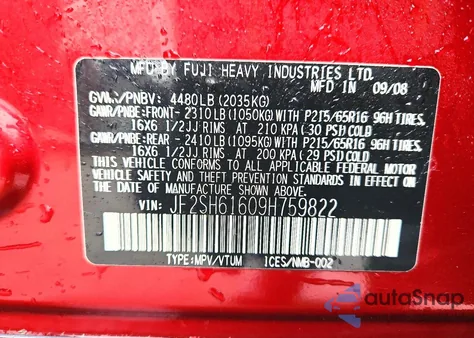 MFD BY FUJI HEAVY INDUSTRIES LTD.
MFD IN 09/08
GVWR/PNBV: 4480LB (2035KG)
GAWR/PNBE: FRONT- 2310LB (1050KG) WITH P215/65R16 96H TIRES,
16X6 1/2JJ RIMS AT 210 KPA (30 PSI) COLD
GAWR/PNBE: REAR - 2410LB (1095KG) WITH P215/65R16 96H TIRES,
16X6 1/2JJ RIMS AT 200 KPA (29 PSI) COLD
THIS VEHICLE CONFORMS TO ALL APPLICABLE FEDERAL MOTOR
VEHICLE SAFETY AND THEFT PREVENTION STANDARDS IN EFFECT
ON THE DATE OF MANUFACTURE SHOWN ABOVE.
VIN: JF2SH61609H759822
TYPE:MPV/VTUM ICES/NMB-002
autoSnap